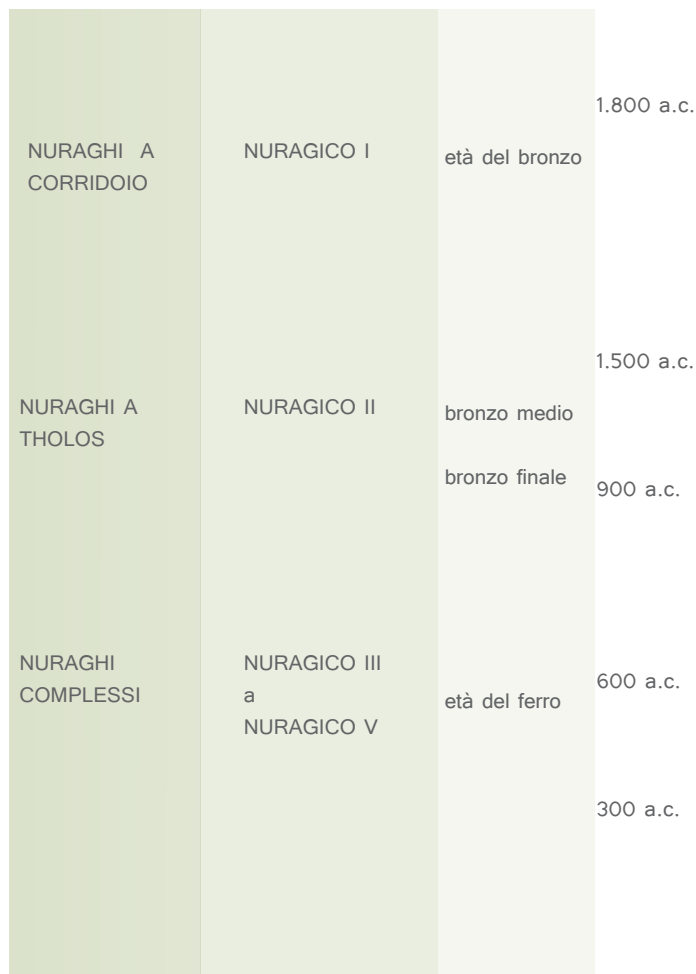 1.800 a.c.
NURAGHI A
CORRIDOIO
NURAGICO I
età del bronzo
1.500 a.c.
NURAGHI A
THOLOS
NURAGICO II
bronzo medio
bronzo finale
900 a.c.
NURAGHI
COMPLESSI
NURAGICO III
a
NURAGICO V
600 a.c.
età del ferro
300 a.c.